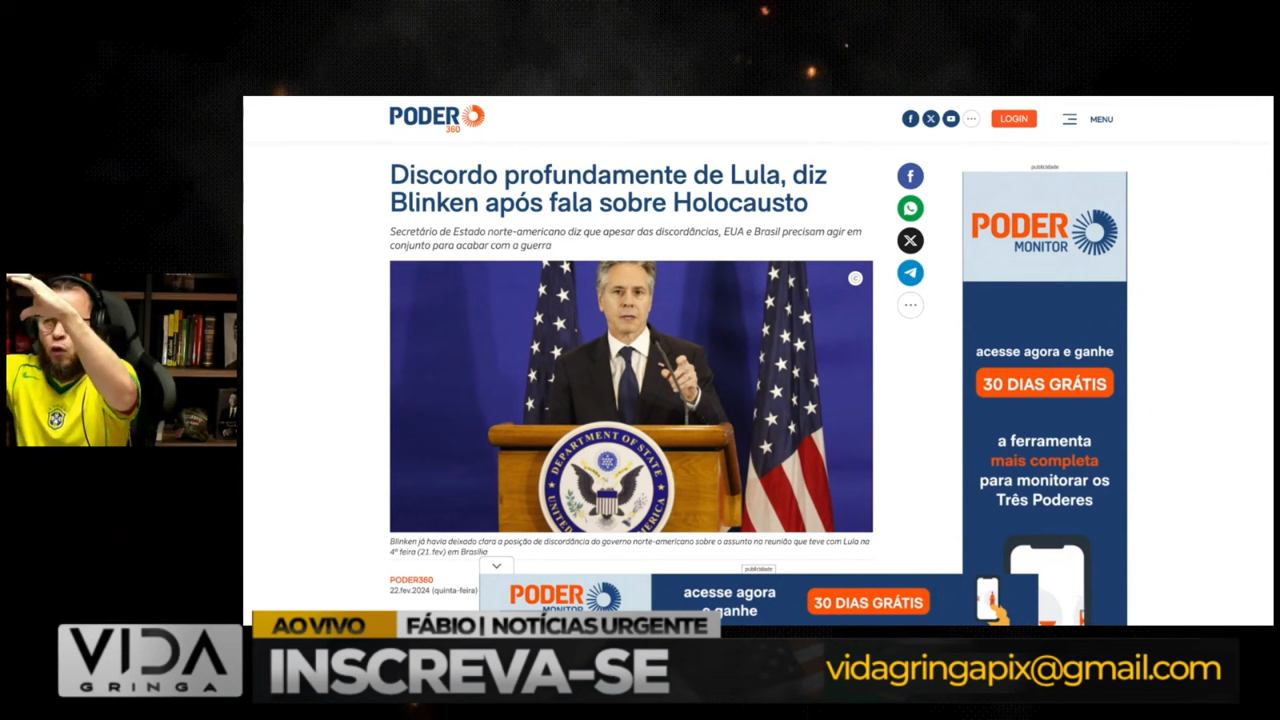 PODER
360
LOGIN
MENU
Discordo profundamente de Lula, diz
Blinken após fala sobre Holocausto
Secretário de Estado norte-americano diz que apesar das discordâncias, EUA e Brasil precisam agir em
conjunto para acabar com a guerra
DEPARTMENT OF STATE
UNITED
AMERICA
Blinken já havia deixado clara a posição de discordância do governo norte-americano sobre o assunto na reunião que teve com Lula na
4ª feira (21.fev) em Brasília
PODER360
22.fev.2024 (quinta-feira)
publicidade
PODER
MONITOR
acesse agora e ganhe
30 DIAS GRÁTIS
a ferramenta
mais completa
para monitorar os
Três Poderes
publicidade
PODER
MONITOR
acesse agora
e ganhe
30 DIAS GRÁTIS
AO VIVO
FÁBIO | NOTÍCIAS URGENTE
VIDA
GRINGA
INSCREVA-SE
vidagringapix@gmail.com